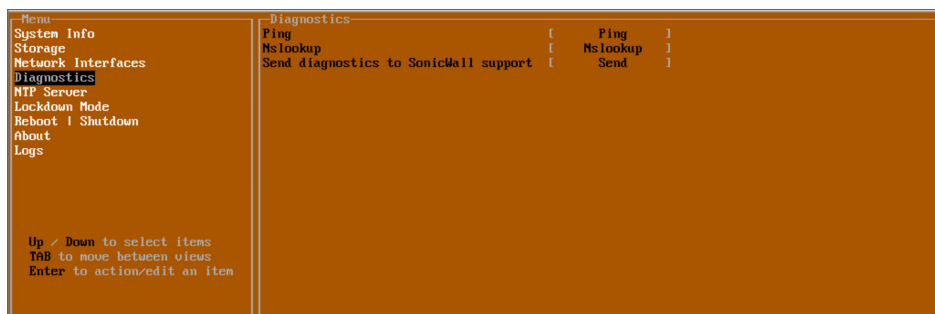 Menu
System Info
Storage
Network Interfaces
Diagnostics
NTP Server
Lockdown Mode
Reboot | Shutdown
About
Logs
Up / Down to select items
TAB to move between views
Enter to action/edit an item
Diagnostics
Ping [ Ping ]
Nslookup [ Nslookup ]
Send diagnostics to SonicWall support [ Send ]